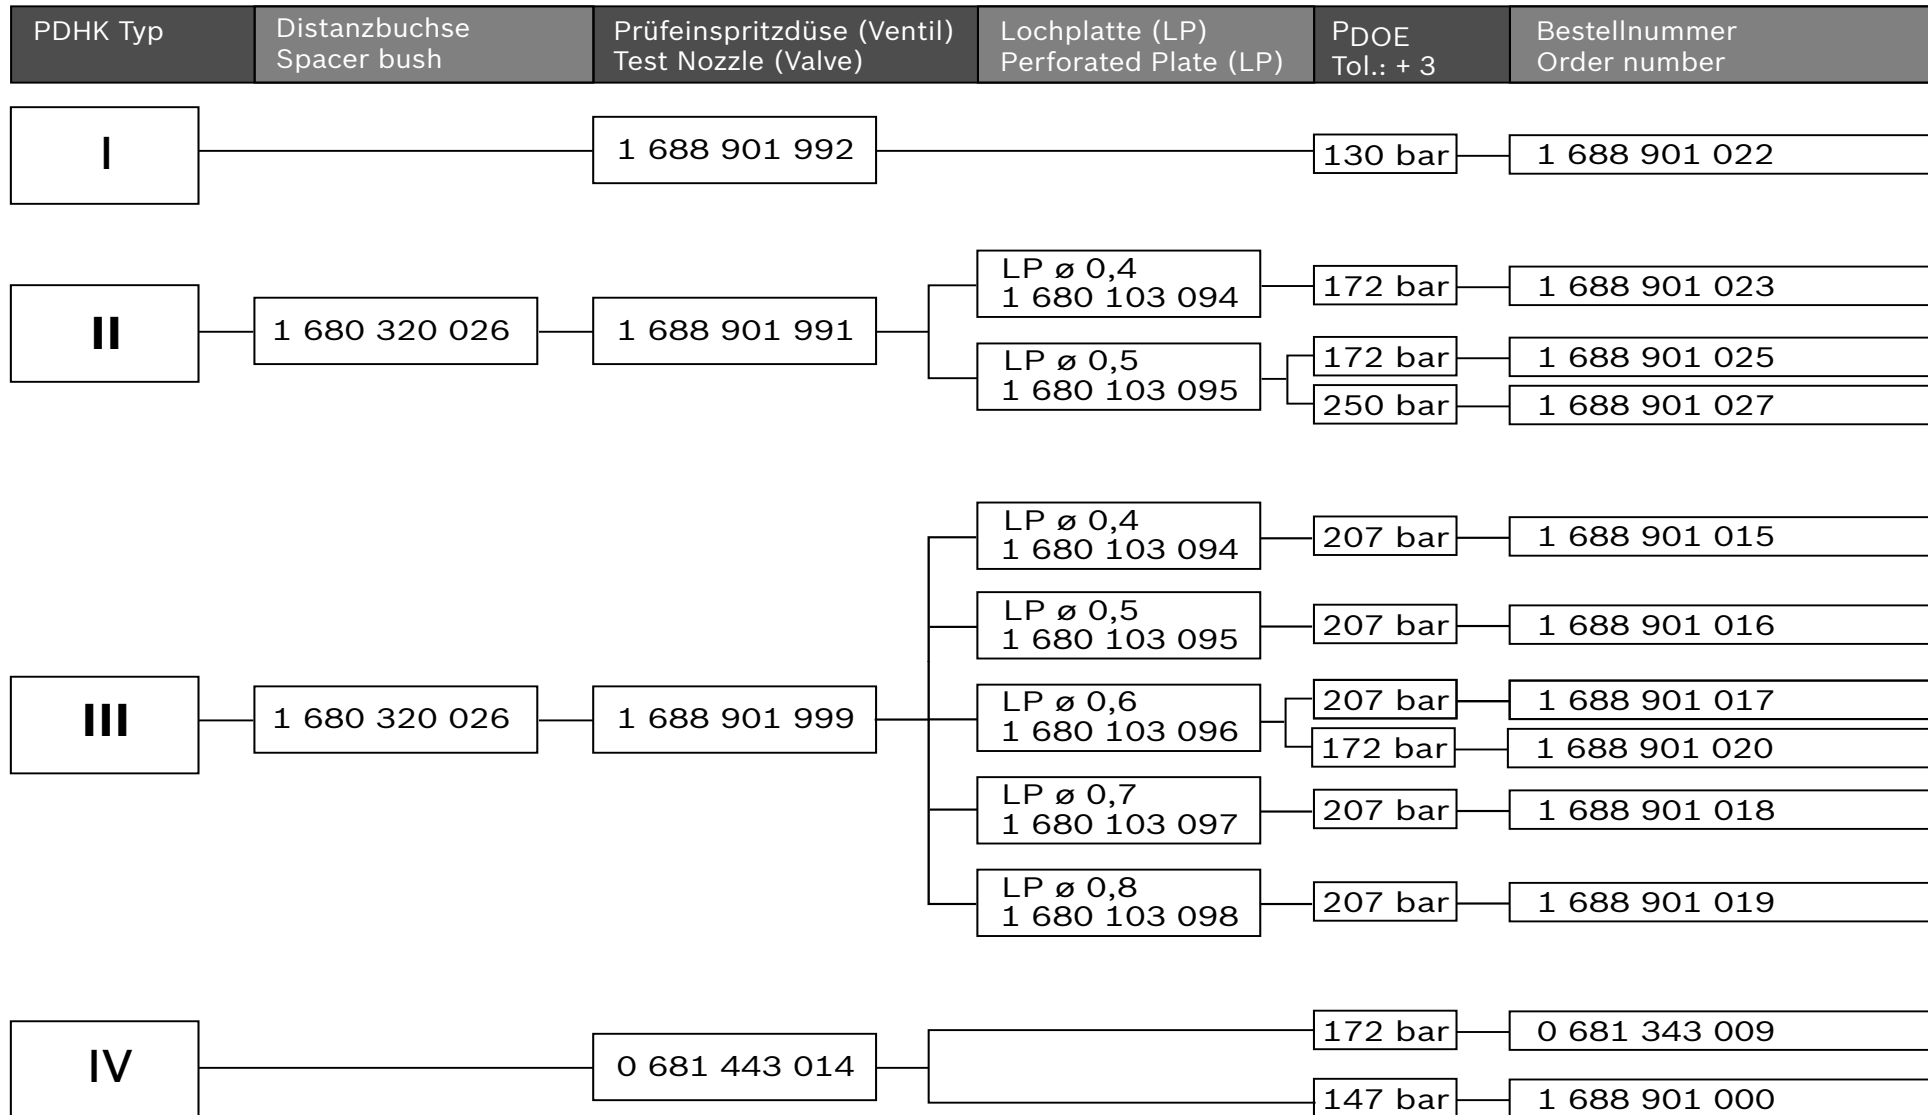 PDHK Typ
Distanzbuchse
Spacer bush
Prüfeinspritzdüse (Ventil)
Test Nozzle (Valve)
Lochplatte (LP)
Perforated Plate (LP)
PDOE
Tol.: + 3
Bestellnummer
Order number
I
1 688 901 992
130 bar
1 688 901 022
II
1 680 320 026
1 688 901 991
LP ø 0,4
1 680 103 094
172 bar
1 688 901 023
LP ø 0,5
1 680 103 095
172 bar
1 688 901 025
250 bar
1 688 901 027
III
1 680 320 026
1 688 901 999
LP ø 0,4
1 680 103 094
207 bar
1 688 901 015
LP ø 0,5
1 680 103 095
207 bar
1 688 901 016
LP ø 0,6
1 680 103 096
207 bar
1 688 901 017
172 bar
1 688 901 020
LP ø 0,7
1 680 103 097
207 bar
1 688 901 018
LP ø 0,8
1 680 103 098
207 bar
1 688 901 019
IV
0 681 443 014
172 bar
0 681 343 009
147 bar
1 688 901 000